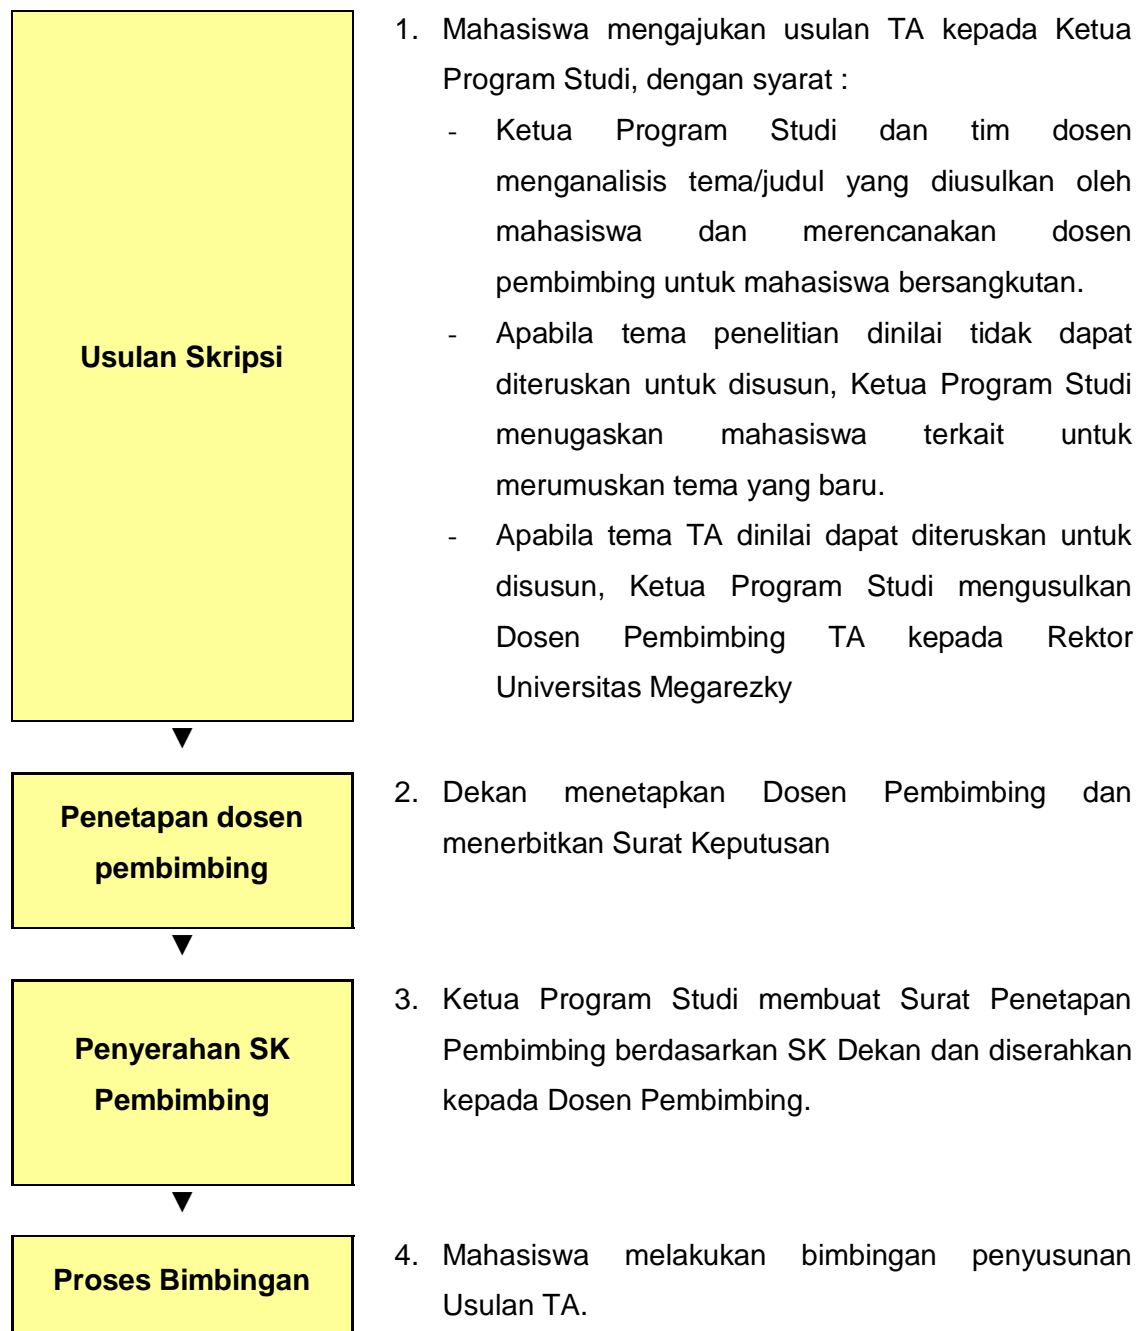 1. Mahasiswa mengajukan usulan TA kepada Ketua
Program Studi, dengan syarat :
- Ketua Program Studi dan tim dosen
menganalisis tema/judul yang diusulkan oleh
mahasiswa dan merencanakan dosen
pembimbing untuk mahasiswa bersangkutan.
Usulan Skripsi
- Apabila tema penelitian dinilai tidak dapat
diteruskan untuk disusun, Ketua Program Studi
menugaskan mahasiswa terkait untuk
merumuskan tema yang baru.
- Apabila tema TA dinilai dapat diteruskan untuk
disusun, Ketua Program Studi mengusulkan
Dosen Pembimbing TA kepada Rektor
Universitas Megarezky
▼
Penetapan dosen
pembimbing
2. Dekan menetapkan Dosen Pembimbing dan
menerbitkan Surat Keputusan
▼
Penyerahan SK
Pembimbing
3. Ketua Program Studi membuat Surat Penetapan
Pembimbing berdasarkan SK Dekan dan diserahkan
kepada Dosen Pembimbing.
▼
Proses Bimbingan
4. Mahasiswa melakukan bimbingan penyusunan
Usulan TA.